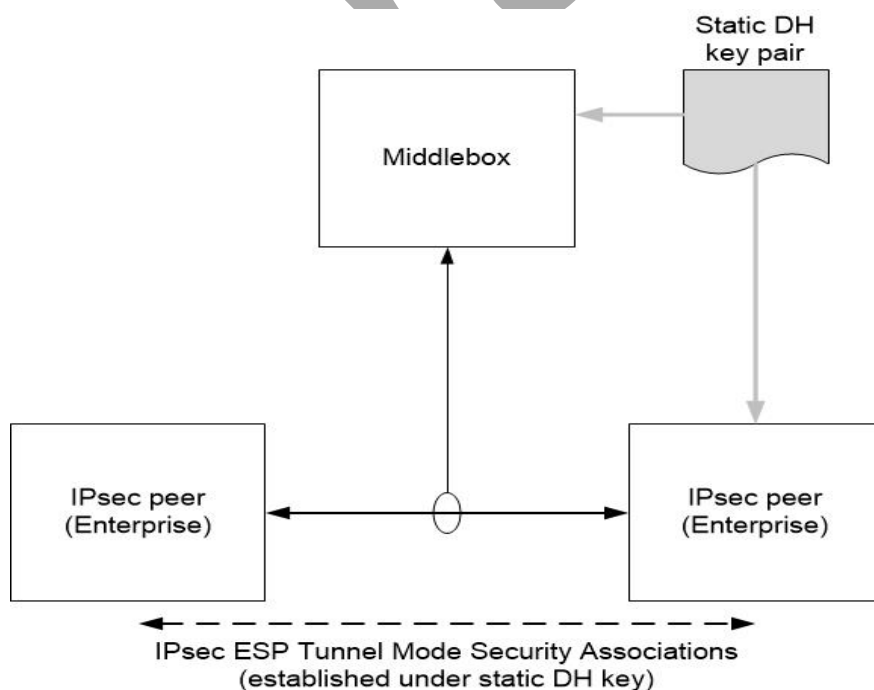 Static DH
key pair
Middlebox
IPsec peer
(Enterprise)
IPsec peer
(Enterprise)
IPsec ESP Tunnel Mode Security Associations
(established under static DH key)